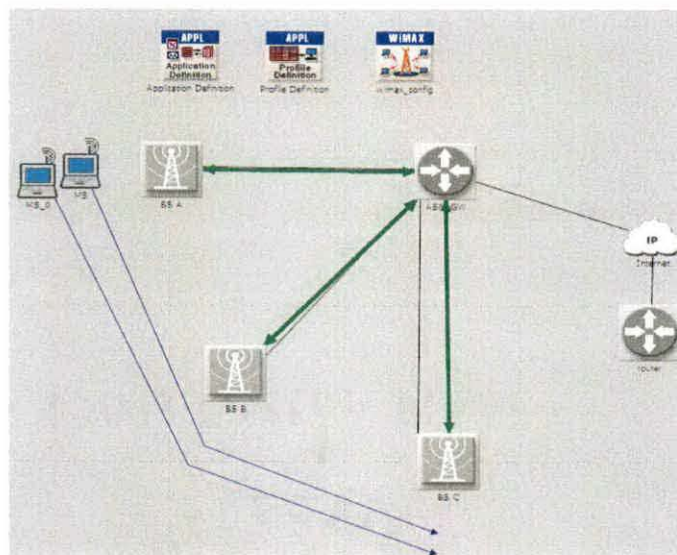 APPL
Application
Definition
Application Definition
APPL
Profile
Definition
Profile Definition
WiMAX
wimax_config
MS_0
MS
BS A
IP
Internet
router
BS B
BS C